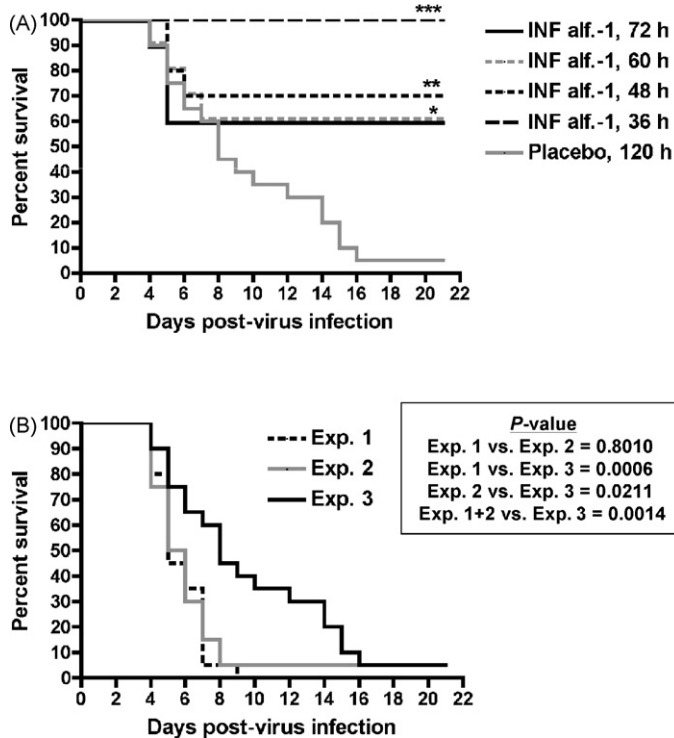 (A)
Percent survival
100
90
80
70
60
50
40
30
20
10
0
0 2 4 6 8 10 12 14 16 18 20 22
Days post-virus infection
***
**
*
INF alf.-1, 72 h
INF alf.-1, 60 h
INF alf.-1, 48 h
INF alf.-1, 36 h
Placebo, 120 h
(B)
Percent survival
100
90
80
70
60
50
40
30
20
10
0
0 2 4 6 8 10 12 14 16 18 20 22
Days post-virus infection
Exp. 1
Exp. 2
Exp. 3
P-value
Exp. 1 vs. Exp. 2 = 0.8010
Exp. 1 vs. Exp. 3 = 0.0006
Exp. 2 vs. Exp. 3 = 0.0211
Exp. 1+2 vs. Exp. 3 = 0.0014